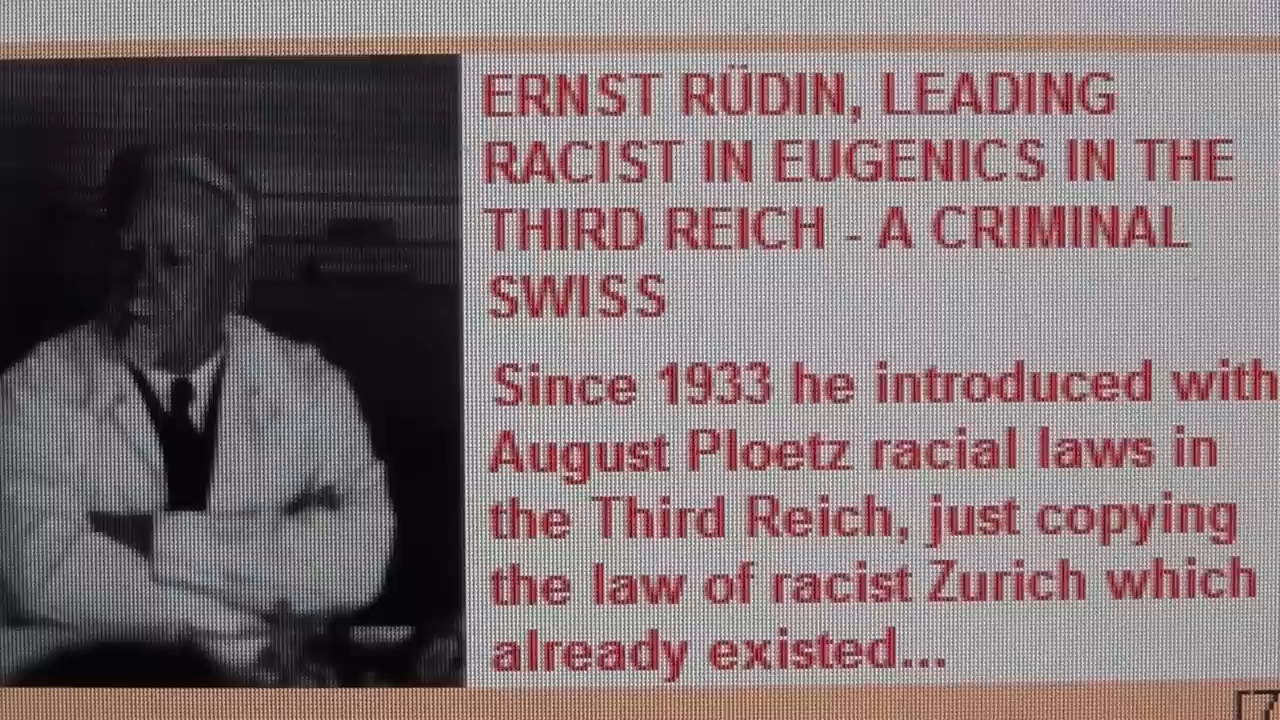 ERNST RÜDIN, LEADING
RACIST IN EUGENICS IN THE
THIRD REICH - A CRIMINAL
SWISS
Since 1933 he introduced with
August Ploetz racial laws in
the Third Reich, just copying
the law of racist Zurich which
already existed...
[7